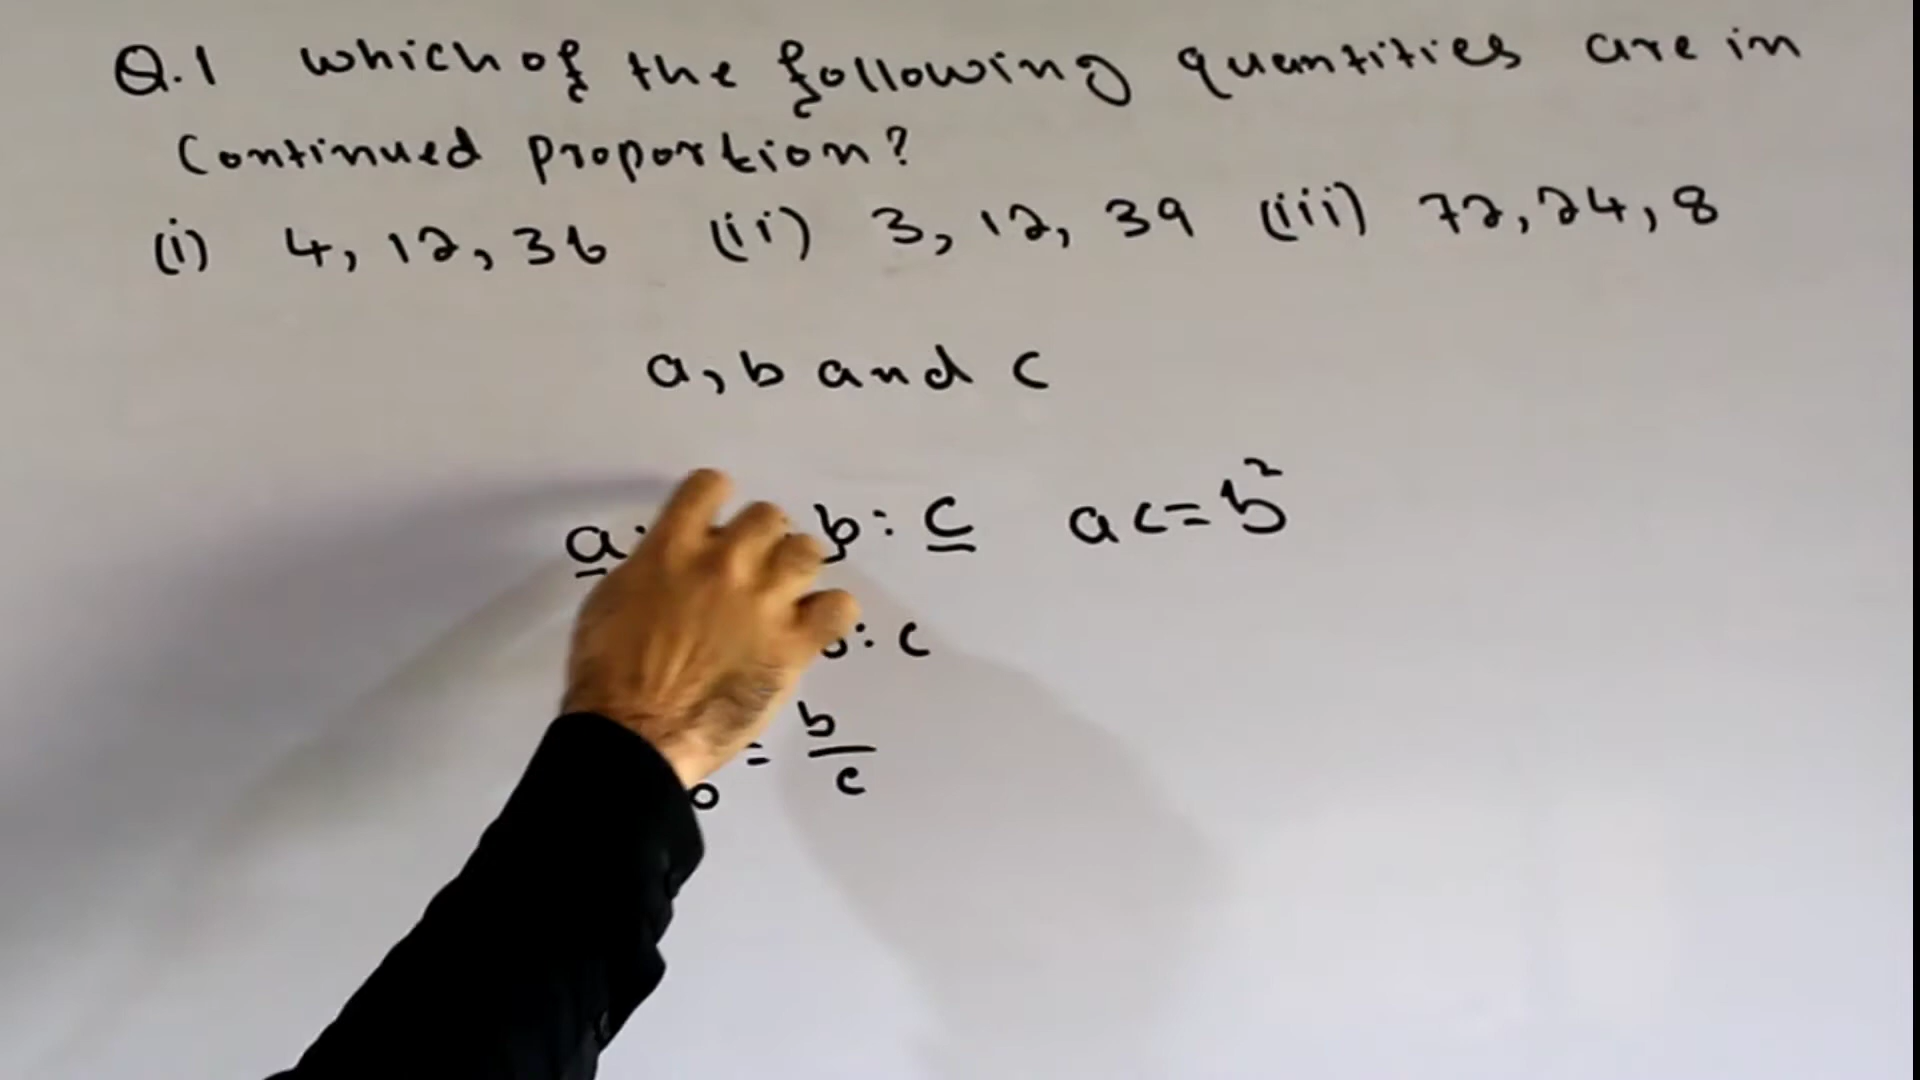 Q.1 which of the following quantities are in
Continued proportion?
(i) 4, 12, 36 (ii) 3, 12, 39 (iii) 72, 24, 8
a, b and c
a: b : c ac = b²
: c
= b/c